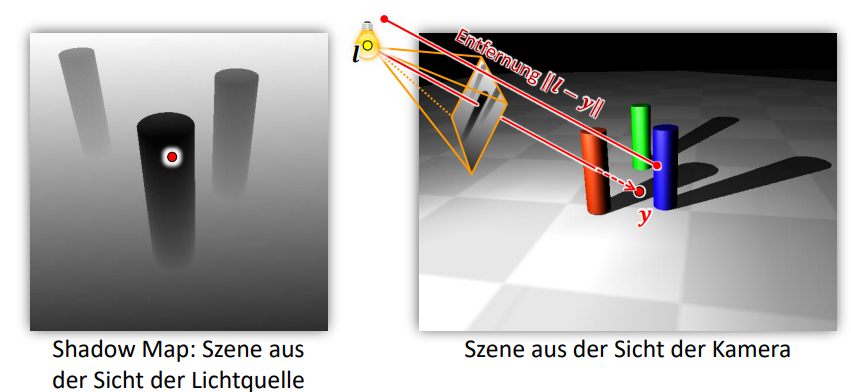 l
Entfernung ‖l − y‖
y
Shadow Map: Szene aus
der Sicht der Lichtquelle
Szene aus der Sicht der Kamera